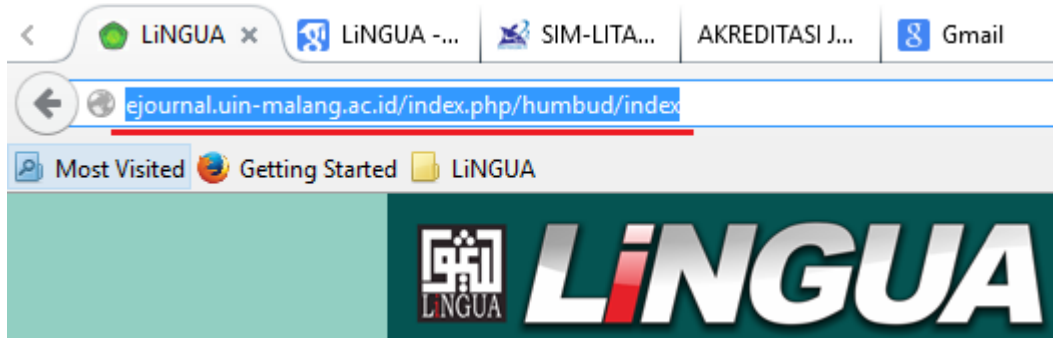 LiNGUA LiNGUA -... SIM-LITA... AKREDITASI J... 8 Gmail
ejournal.uin-malang.ac.id/index.php/humbud/index
Most Visited Getting Started LiNGUA
LiNGUA
LiNGUA